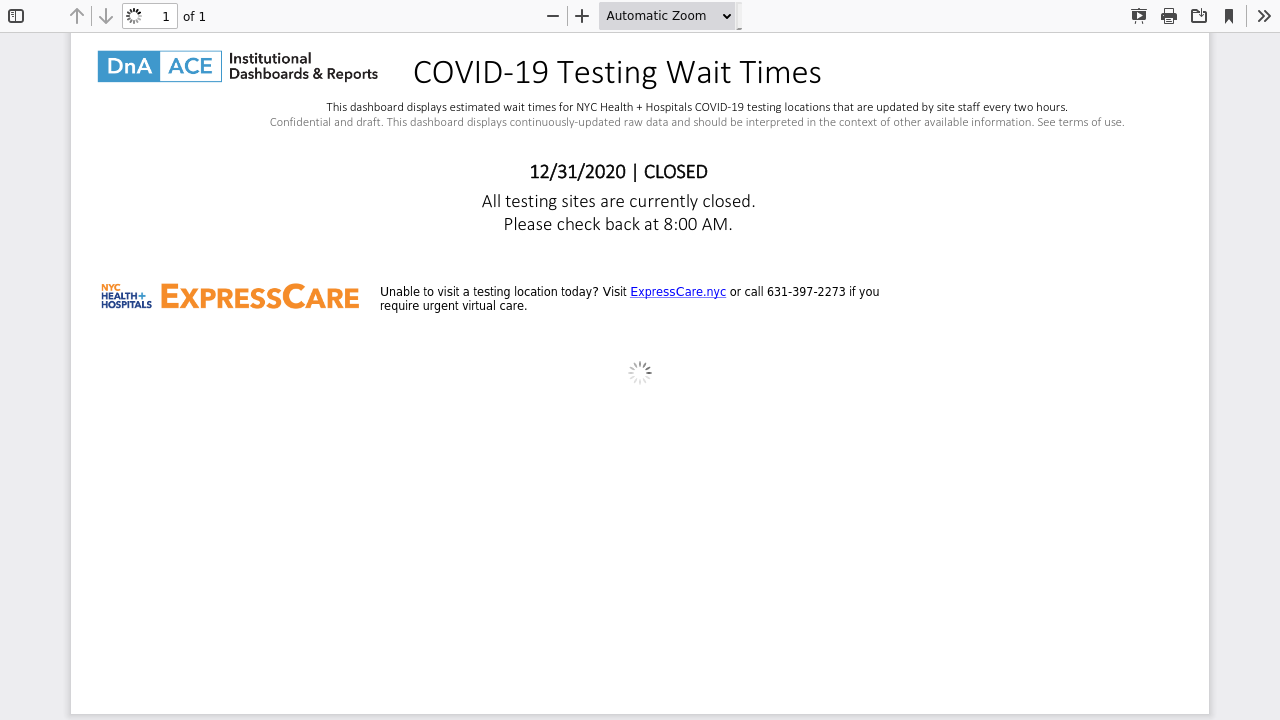 1 of 1
Automatic Zoom
DnA ACE Institutional
Dashboards & Reports
COVID-19 Testing Wait Times
This dashboard displays estimated wait times for NYC Health + Hospitals COVID-19 testing locations that are updated by site staff every two hours.
Confidential and draft. This dashboard displays continuously-updated raw data and should be interpreted in the context of other available information. See terms of use.
12/31/2020 | CLOSED
All testing sites are currently closed.
Please check back at 8:00 AM.
NYC
HEALTH+
HOSPITALS
EXPRESSCARE
Unable to visit a testing location today? Visit ExpressCare.nyc or call 631-397-2273 if you
require urgent virtual care.